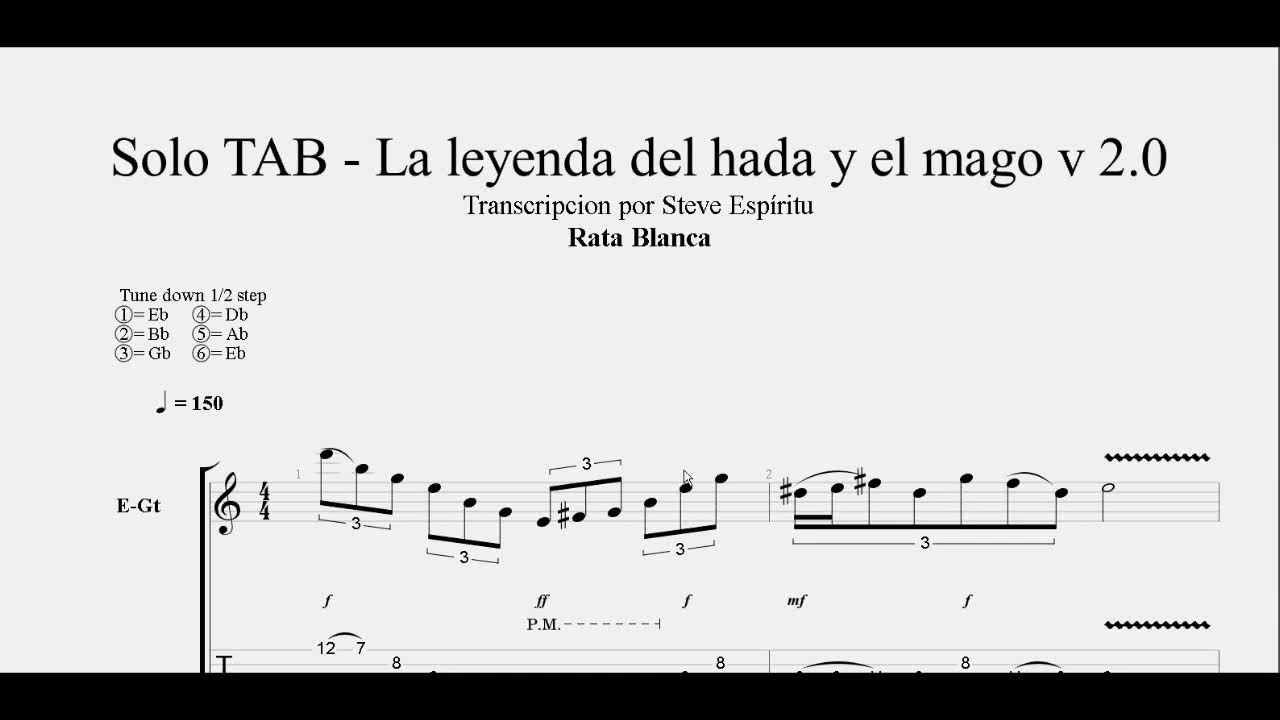 Solo TAB - La leyenda del hada y el mago v 2.0
Transcripcion por Steve Espíritu
Rata Blanca
Tune down 1/2 step
①= Eb ④= Db
②= Bb ⑤= Ab
③= Gb ⑥= Eb
♩ = 150
3
1 2
E-Gt 4
4
3 3 3 3
f ff f mf f
P.M.
12 7
T 8 8 8